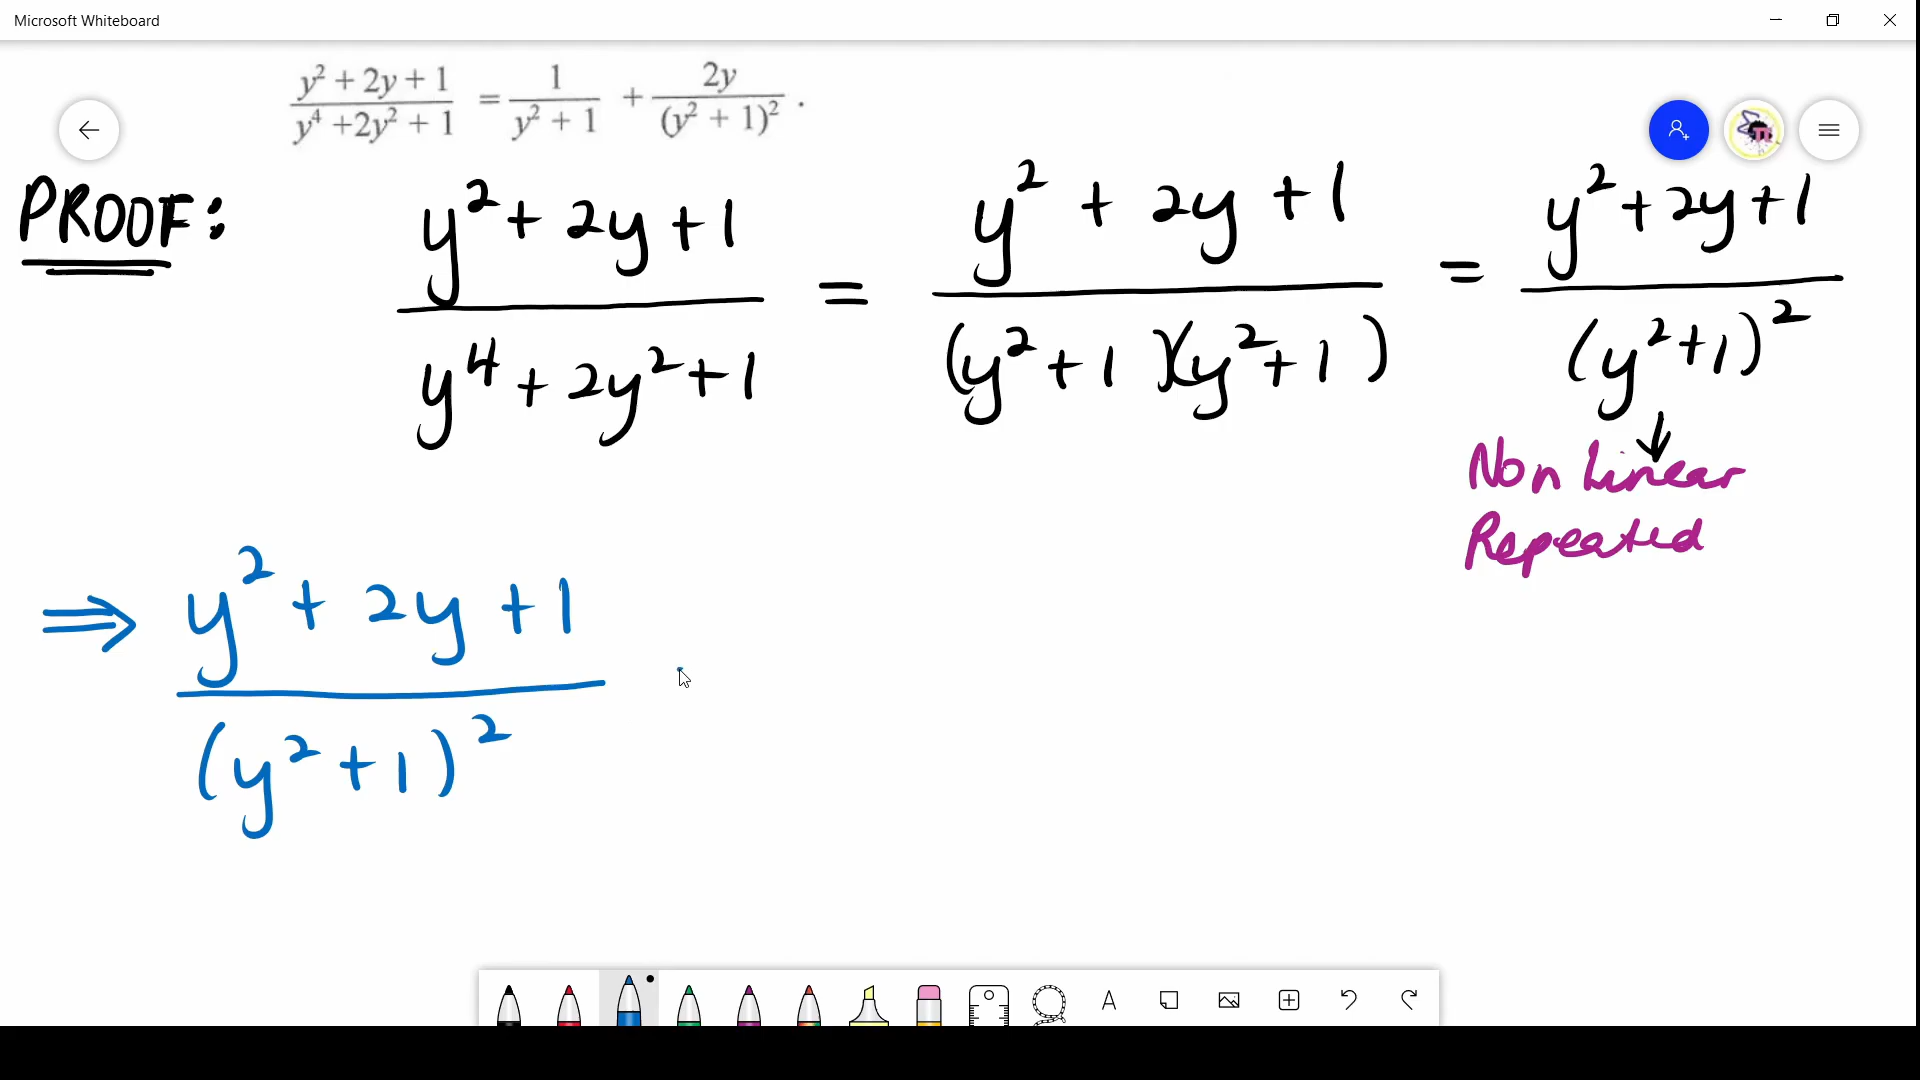 Microsoft Whiteboard
y² + 2y + 1 / y⁴ +2y² + 1 = 1 / y² + 1 + 2y / (y² + 1)² .
PROOF: y² + 2y + 1 / y⁴ + 2y² + 1 = y² + 2y + 1 / (y² + 1)(y² + 1) = y² + 2y + 1 / (y² + 1)²
↓
Non Linear
Repeated
⇒ y² + 2y + 1 / (y² + 1)²